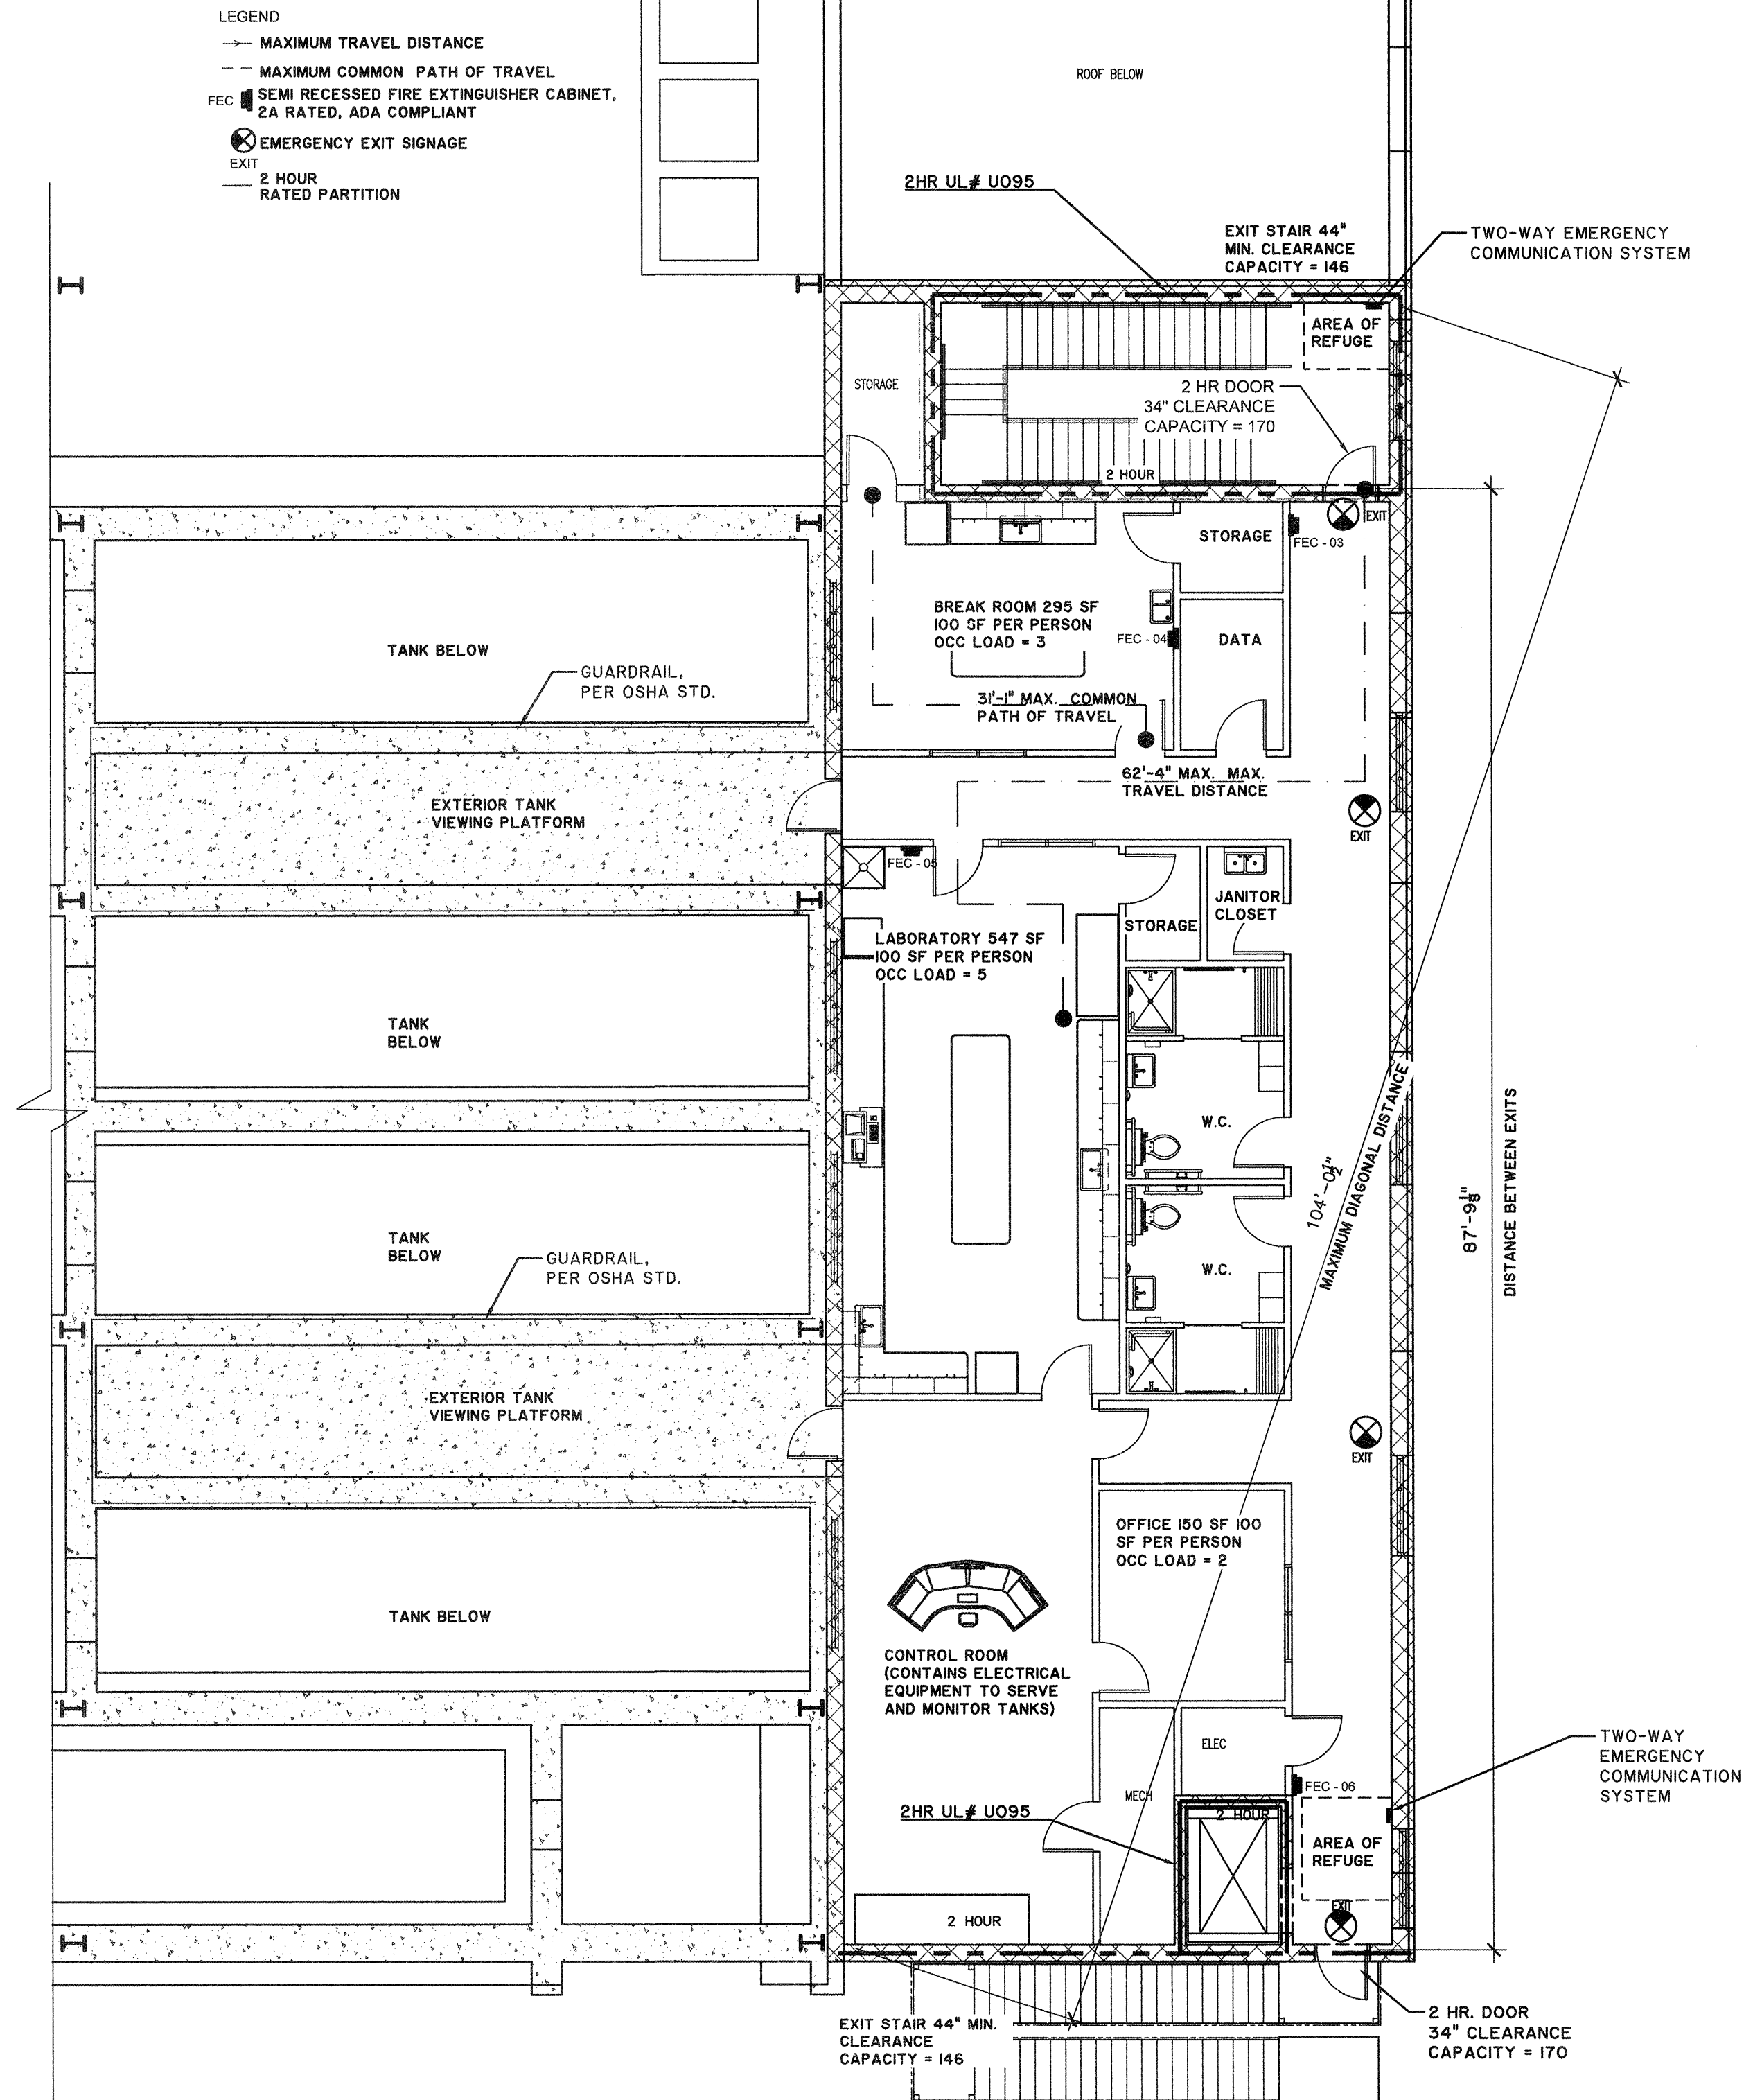 LEGEND
MAXIMUM TRAVEL DISTANCE
MAXIMUM COMMON PATH OF TRAVEL
FEC
SEMI RECESSED FIRE EXTINGUISHER CABINET,
2A RATED, ADA COMPLIANT
EMERGENCY EXIT SIGNAGE
EXIT
2 HOUR
RATED PARTITION
ROOF BELOW
2HR UL# U095
EXIT STAIR 44"
MIN. CLEARANCE
CAPACITY = 146
TWO-WAY EMERGENCY
COMMUNICATION SYSTEM
AREA OF
REFUGE
STORAGE
2 HR DOOR
34" CLEARANCE
CAPACITY = 170
2 HOUR
EXIT
STORAGE
FEC - 03
BREAK ROOM 295 SF
100 SF PER PERSON
OCC LOAD = 3
FEC - 04
DATA
TANK BELOW
GUARDRAIL,
PER OSHA STD.
31'-1" MAX. COMMON
PATH OF TRAVEL
62'-4" MAX. MAX.
TRAVEL DISTANCE
EXTERIOR TANK
VIEWING PLATFORM
EXIT
FEC - 05
JANITOR
CLOSET
STORAGE
LABORATORY 547 SF
100 SF PER PERSON
OCC LOAD = 5
TANK
BELOW
W.C.
104'-0½"
MAXIMUM DIAGONAL DISTANCE
87'-9⅛"
DISTANCE BETWEEN EXITS
TANK
BELOW
GUARDRAIL,
PER OSHA STD.
W.C.
EXTERIOR TANK
VIEWING PLATFORM
EXIT
OFFICE 150 SF 100
SF PER PERSON
OCC LOAD = 2
TANK BELOW
CONTROL ROOM
(CONTAINS ELECTRICAL
EQUIPMENT TO SERVE
AND MONITOR TANKS)
ELEC
MECH
FEC - 06
TWO-WAY
EMERGENCY
COMMUNICATION
SYSTEM
2HR UL# U095
2 HOUR
AREA OF
REFUGE
EXIT
2 HOUR
EXIT STAIR 44" MIN.
CLEARANCE
CAPACITY = 146
2 HR. DOOR
34" CLEARANCE
CAPACITY = 170